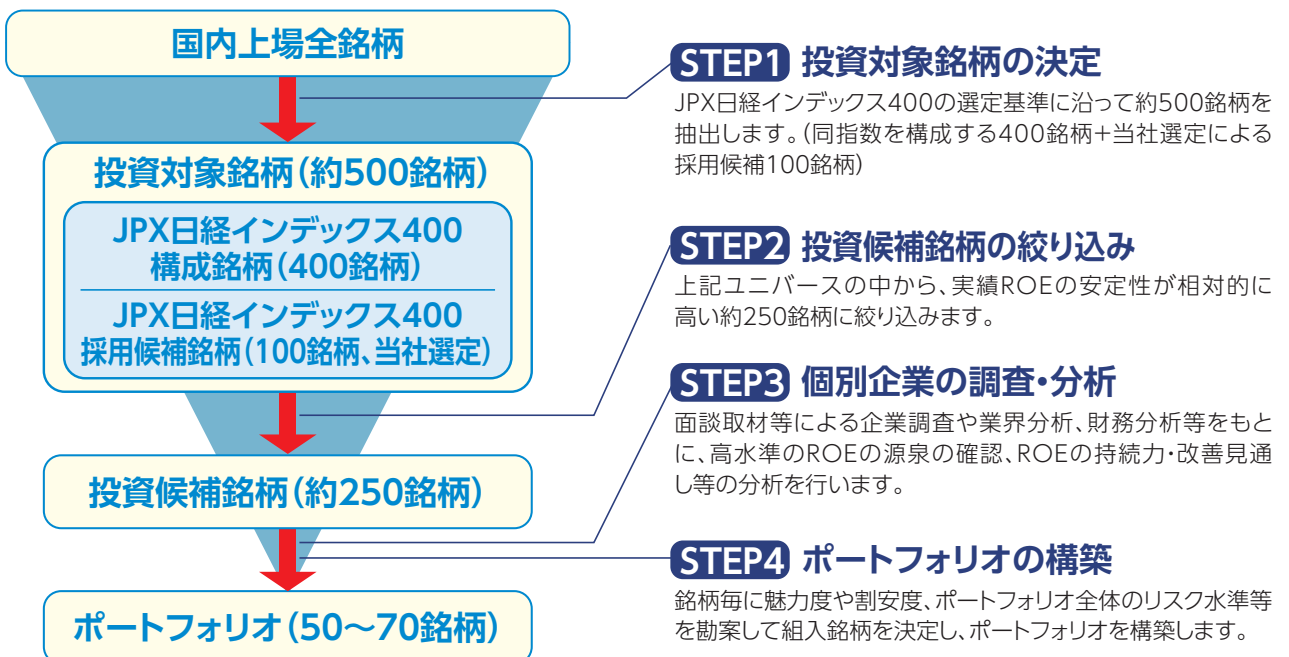 国内上場全銘柄
投資対象銘柄(約500銘柄)
JPX日経インデックス400
構成銘柄(400銘柄)
JPX日経インデックス400
採用候補銘柄(100銘柄、当社選定)
投資候補銘柄(約250銘柄)
ポートフォリオ(50~70銘柄)
STEP1 投資対象銘柄の決定
JPX日経インデックス400の選定基準に沿って約500銘柄を
抽出します。(同指数を構成する400銘柄+当社選定による
採用候補100銘柄)
STEP2 投資候補銘柄の絞り込み
上記ユニバースの中から、実績ROEの安定性が相対的に
高い約250銘柄に絞り込みます。
STEP3 個別企業の調査・分析
面談取材等による企業調査や業界分析、財務分析等をもと
に、高水準のROEの源泉の確認、ROEの持続力・改善見通
し等の分析を行います。
STEP4 ポートフォリオの構築
銘柄毎に魅力度や割安度、ポートフォリオ全体のリスク水準等
を勘案して組入銘柄を決定し、ポートフォリオを構築します。